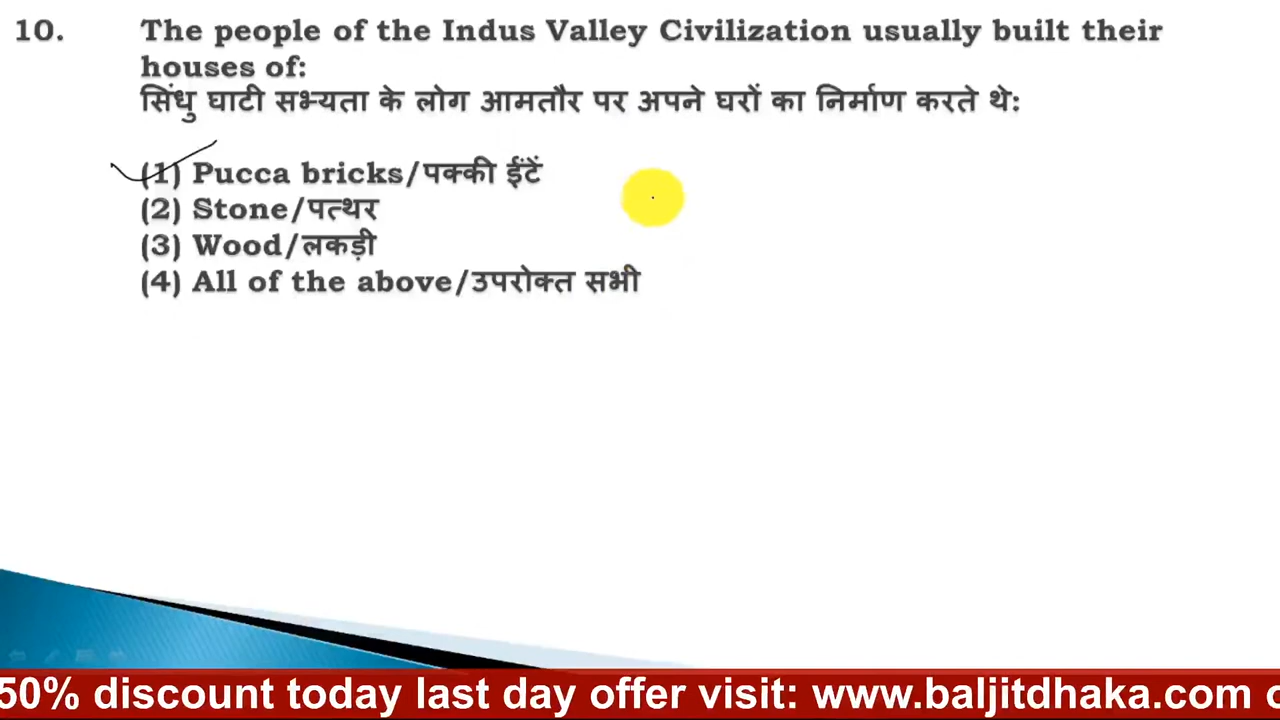 10. The people of the Indus Valley Civilization usually built their
houses of:
सिंधु घाटी सभ्यता के लोग आमतौर पर अपने घरों का निर्माण करते थे:
(1) Pucca bricks/पक्की ईंटें
(2) Stone/पत्थर
(3) Wood/लकड़ी
(4) All of the above/उपरोक्त सभी
50% discount today last day offer visit: www.baljitdhaka.com o